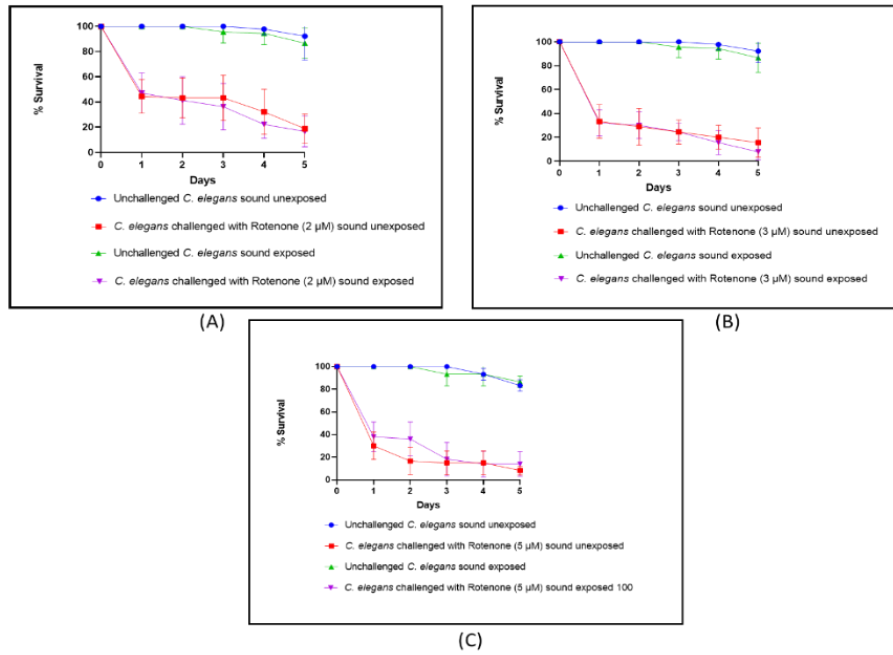 100
80
60
40
20
0
% Survival
0 1 2 3 4 5
Days
Unchallenged C. elegans sound unexposed
C. elegans challenged with Rotenone (2 µM) sound unexposed
Unchallenged C. elegans sound exposed
C. elegans challenged with Rotenone (2 µM) sound exposed
(A)
100
80
60
40
20
0
% Survival
0 1 2 3 4 5
Days
Unchallenged C. elegans sound unexposed
C. elegans challenged with Rotenone (3 µM) sound unexposed
Unchallenged C. elegans sound exposed
C. elegans challenged with Rotenone (3 µM) sound exposed
(B)
100
80
60
40
20
0
% Survival
0 1 2 3 4 5
Days
Unchallenged C. elegans sound unexposed
C. elegans challenged with Rotenone (5 µM) sound unexposed
Unchallenged C. elegans sound exposed
C. elegans challenged with Rotenone (5 µM) sound exposed 100
(C)